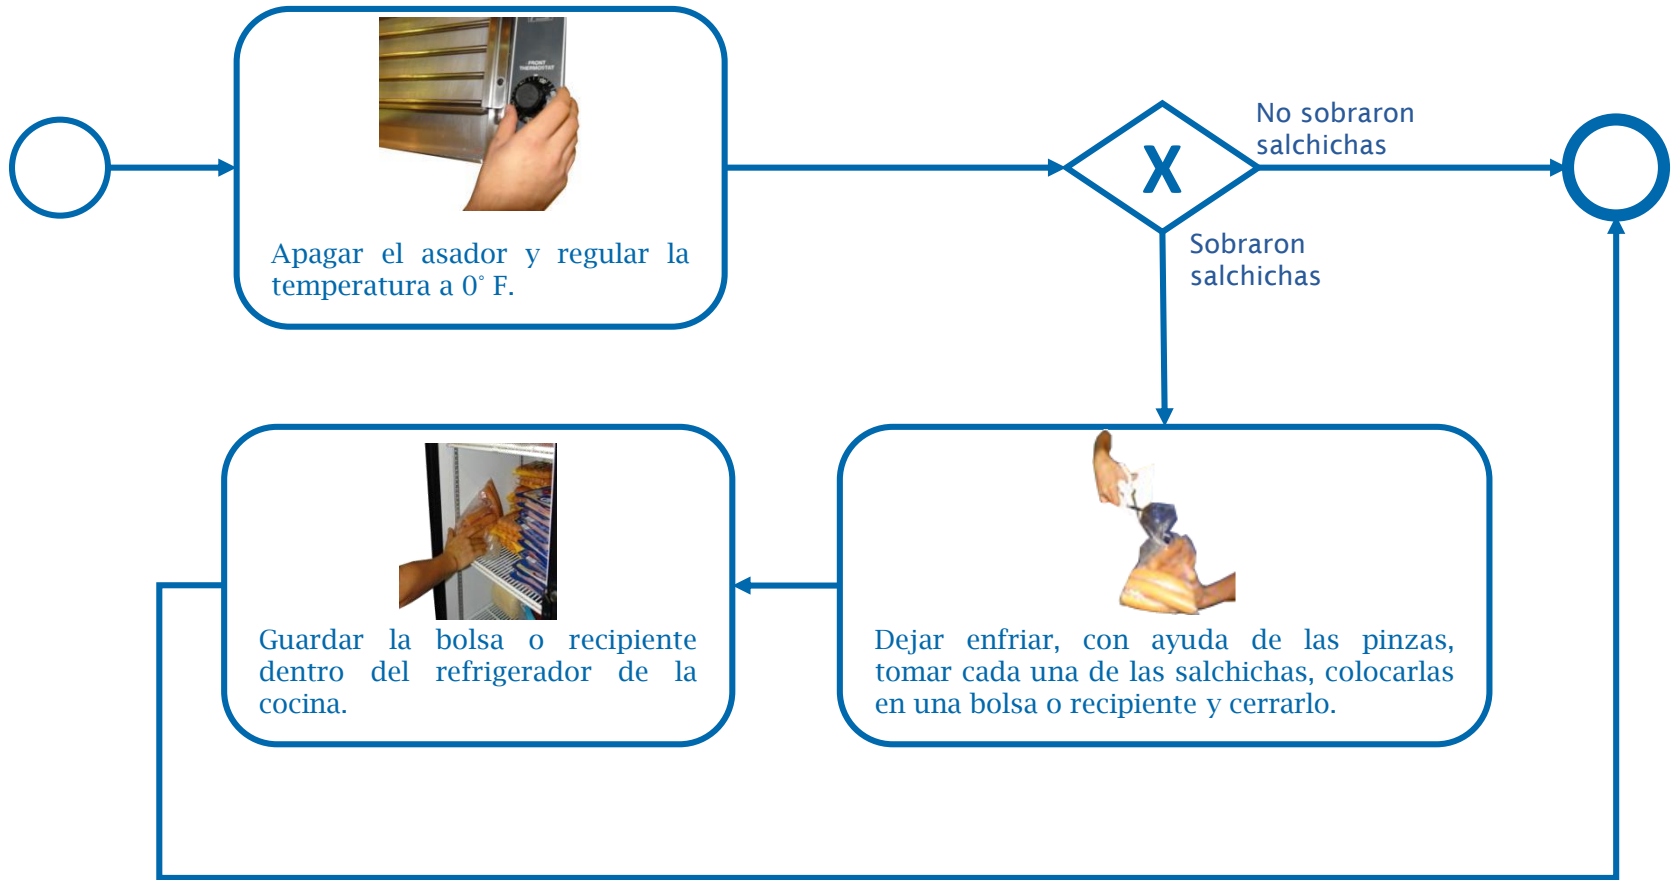 FRONT
THERMOSTAT
Apagar el asador y regular la
temperatura a 0° F.
X
No sobraron
salchichas
Sobraron
salchichas
Guardar la bolsa o recipiente
dentro del refrigerador de la
cocina.
Dejar enfriar, con ayuda de las pinzas,
tomar cada una de las salchichas, colocarlas
en una bolsa o recipiente y cerrarlo.